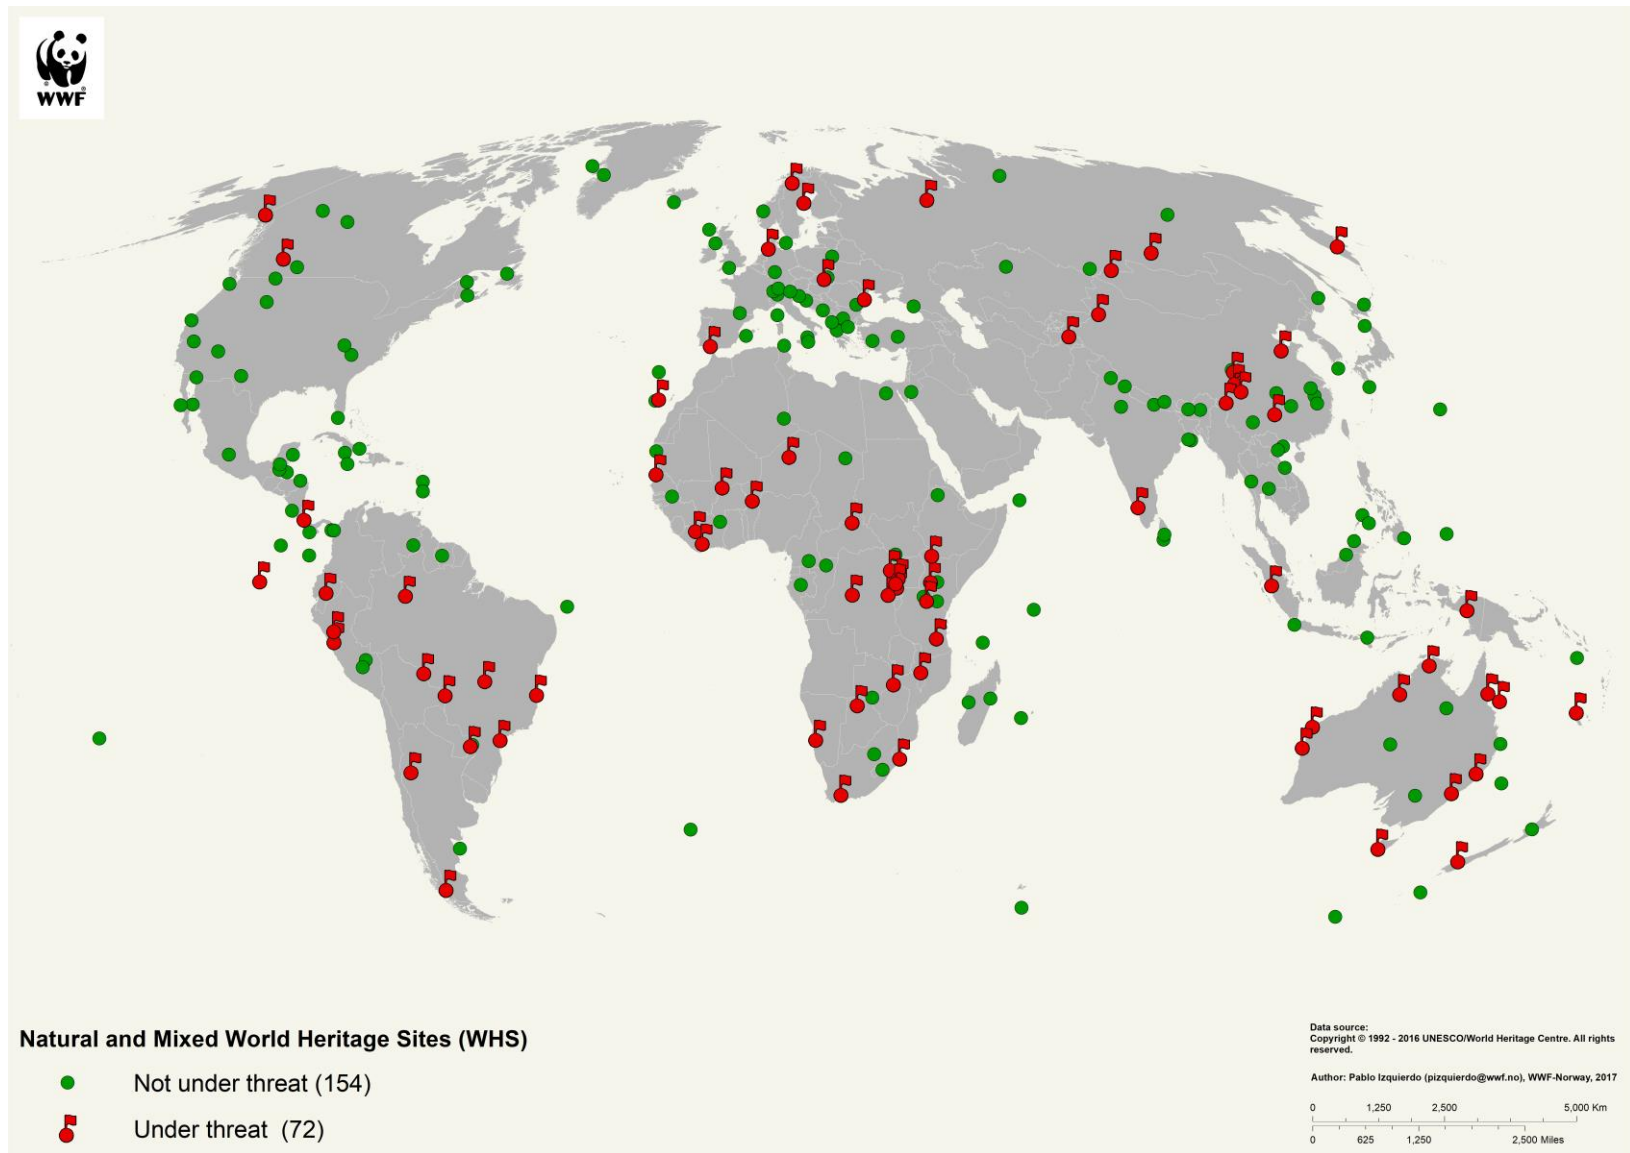 WWF
Natural and Mixed World Heritage Sites (WHS)
Not under threat (154)
Under threat (72)
Data source:
Copyright © 1992 - 2016 UNESCO/World Heritage Centre. All rights
reserved.
Author: Pablo Izquierdo (pizquierdo@wwf.no), WWF-Norway, 2017
0 1,250 2,500 5,000 Km
0 625 1,250 2,500 Miles